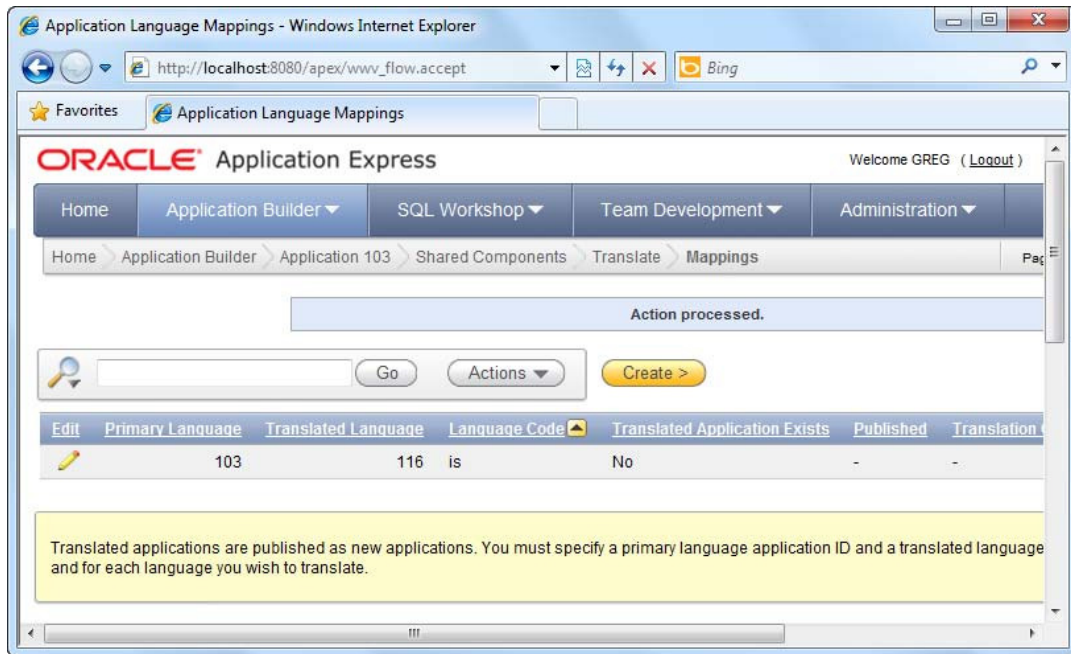 Application Language Mappings - Windows Internet Explorer
http://localhost:8080/apex/wwv_flow.accept
Bing
Favorites
Application Language Mappings
ORACLE Application Express
Welcome GREG ( Logout )
Home Application Builder SQL Workshop Team Development Administration
Home Application Builder Application 103 Shared Components Translate Mappings
Action processed.
Go Actions Create >
Edit Primary Language Translated Language Language Code Translated Application Exists Published Translation
103 116 is No - -
Translated applications are published as new applications. You must specify a primary language application ID and a translated language
and for each language you wish to translate.